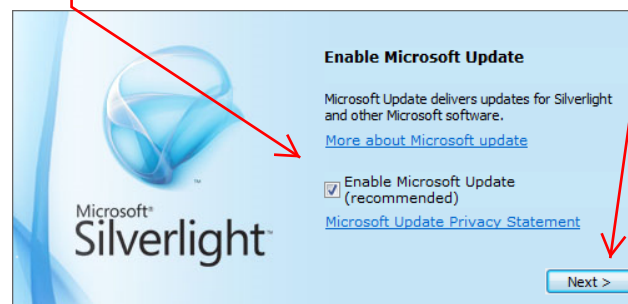 Enable Microsoft Update
Microsoft Update delivers updates for Silverlight
and other Microsoft software.
More about Microsoft update
Enable Microsoft Update
(recommended)
Microsoft Update Privacy Statement
Microsoft®
Silverlight™
Next >